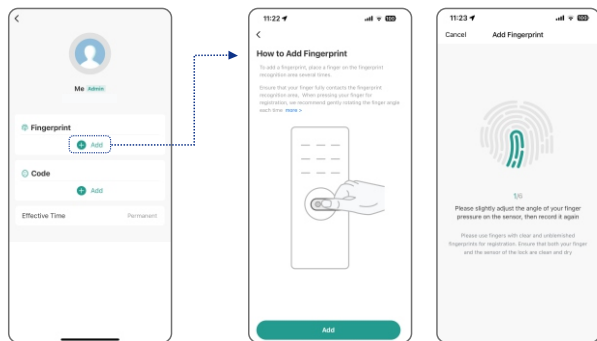 Me Admin
Fingerprint
Add
Code
Add
Effective Time Permanent
11:22
100
How to Add Fingerprint
To add a fingerprint, place a finger on the fingerprint
recognition area several times.
Ensure that your finger fully contacts the fingerprint
recognition area. When pressing your finger for
registration, we recommend gently rotating the finger angle
each time. more >
Add
11:23
100
Cancel Add Fingerprint
Please slightly adjust the angle of your finger
pressure on the sensor, then record it again
Please use fingers with clear and unblemished
fingerprints for registration. Ensure that both your finger
and the sensor of the lock are clean and dry